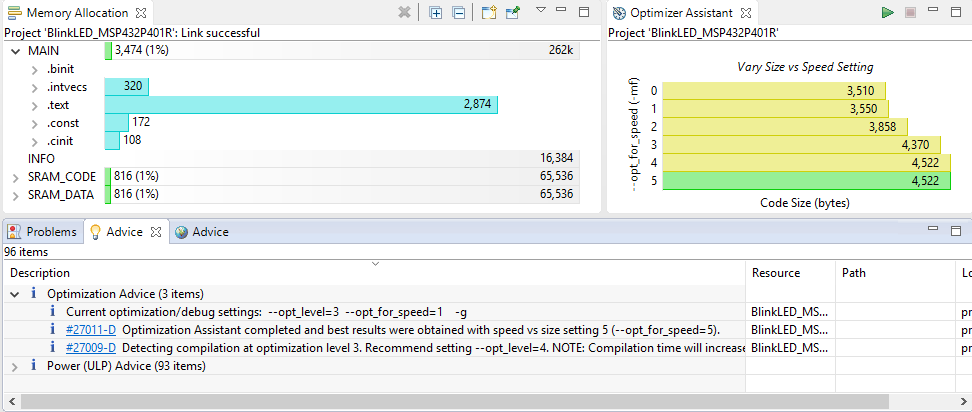 Memory Allocation
Project 'BlinkLED_MSP432P401R': Link successful
MAIN 3,474 (1%) 262k
.binit
.intvecs 320
.text 2,874
.const 172
.cinit 108
INFO 16,384
SRAM_CODE 816 (1%) 65,536
SRAM_DATA 816 (1%) 65,536
Optimizer Assistant
Project 'BlinkLED_MSP432P401R'
Vary Size vs Speed Setting
--opt_for_speed (-mf)
0 3,510
1 3,550
2 3,858
3 4,370
4 4,522
5 4,522
Code Size (bytes)
Problems Advice Advice
96 items
Description Resource Path Lo
i Optimization Advice (3 items)
i Current optimization/debug settings: --opt_level=3 --opt_for_speed=1 -g BlinkLED_MS... pr
i #27011-D Optimization Assistant completed and best results were obtained with speed vs size setting 5 (--opt_for_speed=5). BlinkLED_MS... pr
i #27009-D Detecting compilation at optimization level 3. Recommend setting --opt_level=4. NOTE: Compilation time will increase BlinkLED_MS... pr
i Power (ULP) Advice (93 items)